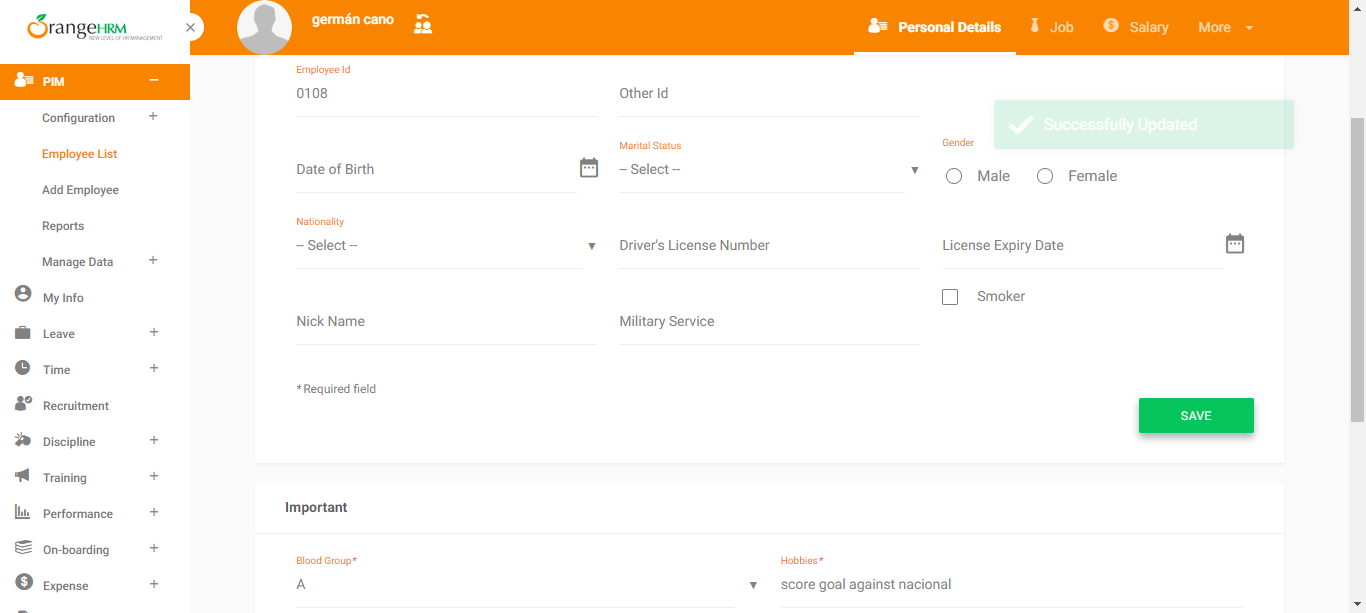 OrangeHRM
NEW LEVEL OF HR MANAGEMENT
germán cano
Personal Details
Job
Salary
More
PIM
Configuration
Employee List
Add Employee
Reports
Manage Data
My Info
Leave
Time
Recruitment
Discipline
Training
Performance
On-boarding
Expense
Employee Id
0108
Other Id
Successfully Updated
Date of Birth
Marital Status
-- Select --
Gender
Male
Female
Nationality
-- Select --
Driver's License Number
License Expiry Date
Smoker
Nick Name
Military Service
* Required field
SAVE
Important
Blood Group*
A
Hobbies*
score goal against nacional